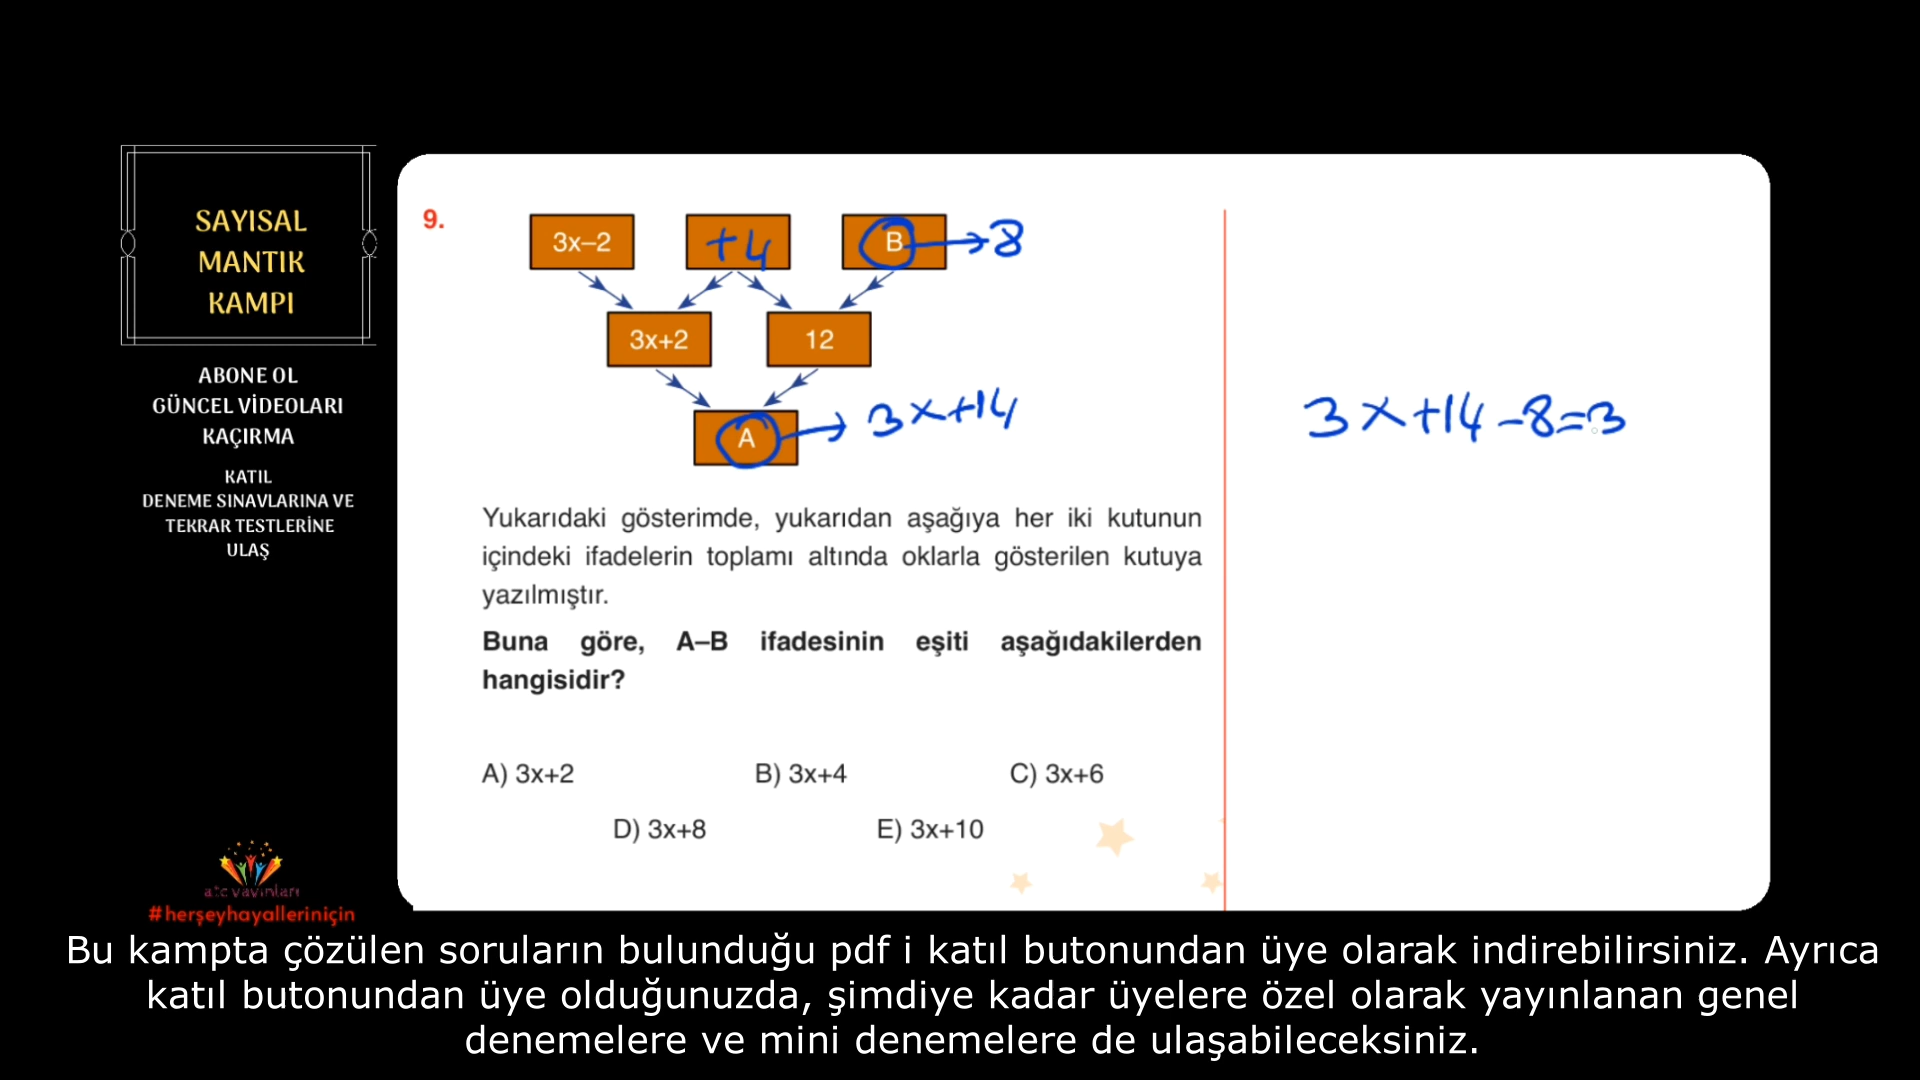 SAYISAL
MANTIK
KAMPI
ABONE OL
GÜNCEL VİDEOLARI
KAÇIRMA
KATIL
DENEME SINAVLARINA VE
TEKRAR TESTLERİNE
ULAŞ
atc yayınları
#herşeyhayalleriniçin
9.
3x–2 +4 B → 8
3x+2 12
A → 3x+14
3x+14-8=3
Yukarıdaki gösterimde, yukarıdan aşağıya her iki kutunun
içindeki ifadelerin toplamı altında oklarla gösterilen kutuya
yazılmıştır.
Buna göre, A–B ifadesinin eşiti aşağıdakilerden
hangisidir?
A) 3x+2 B) 3x+4 C) 3x+6
D) 3x+8 E) 3x+10
Bu kampta çözülen soruların bulunduğu pdf i katıl butonundan üye olarak indirebilirsiniz. Ayrıca
katıl butonundan üye olduğunuzda, şimdiye kadar üyelere özel olarak yayınlanan genel
denemelere ve mini denemelere de ulaşabileceksiniz.